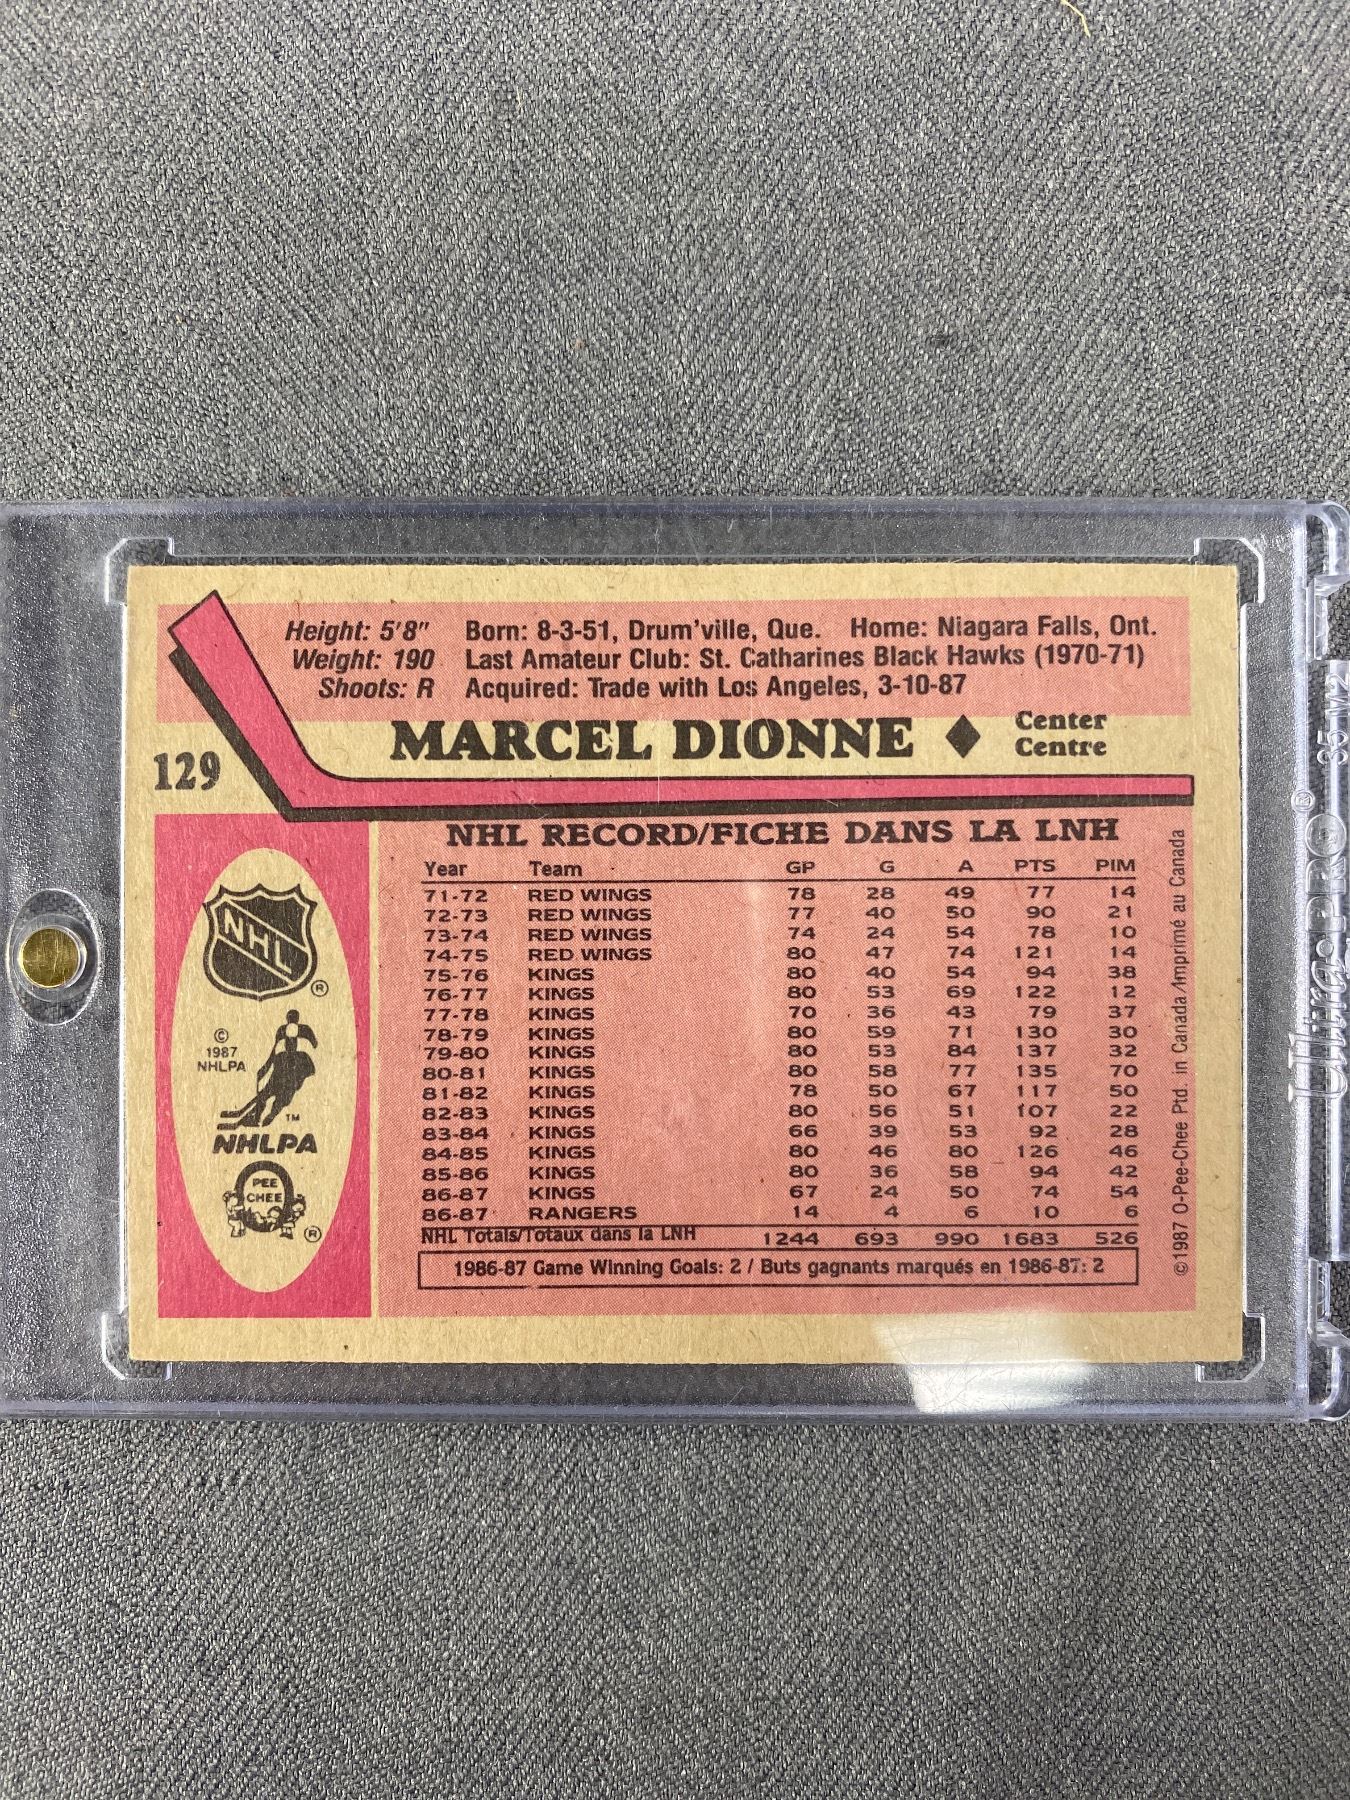 Height: 5'8" Born: 8-3-51, Drum'ville, Que. Home: Niagara Falls, Ont.
Weight: 190 Last Amateur Club: St. Catharines Black Hawks (1970-71)
Shoots: R Acquired: Trade with Los Angeles, 3-10-87
129 MARCEL DIONNE ◆ Center
Centre
NHL RECORD/FICHE DANS LA LNH
Year Team GP G A PTS PIM
71-72 RED WINGS 78 28 49 77 14
72-73 RED WINGS 77 40 50 90 21
73-74 RED WINGS 74 24 54 78 10
74-75 RED WINGS 80 47 74 121 14
75-76 KINGS 80 40 54 94 38
76-77 KINGS 80 53 69 122 12
77-78 KINGS 70 36 43 79 37
78-79 KINGS 80 59 71 130 30
79-80 KINGS 80 53 84 137 32
80-81 KINGS 80 58 77 135 70
81-82 KINGS 78 50 67 117 50
82-83 KINGS 80 56 51 107 22
83-84 KINGS 66 39 53 92 28
84-85 KINGS 80 46 80 126 46
85-86 KINGS 80 36 58 94 42
86-87 KINGS 67 24 50 74 54
86-87 RANGERS 14 4 6 10 6
NHL Totals/Totaux dans la LNH 1244 693 990 1683 526
1986-87 Game Winning Goals: 2 / Buts gagnants marqués en 1986-87: 2
NHL ®
©
1987
NHLPA
TM
NHLPA
O PEE
CHEE
®
©1987 O-Pee-Chee Ptd. in Canada/Imprimé au Canada
Ultra•PRO®